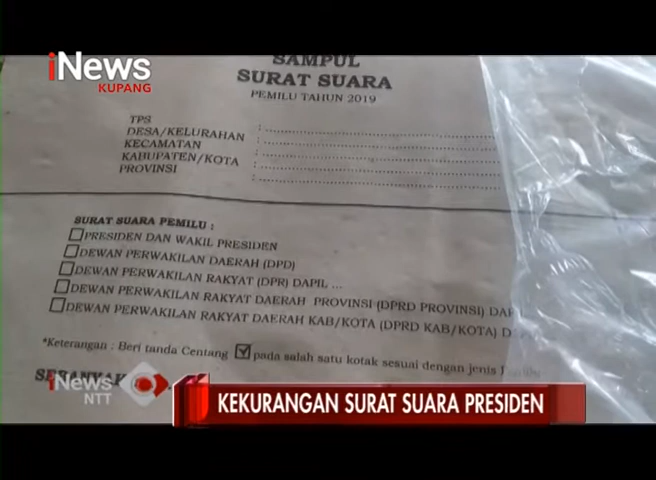 iNews
KUPANG
SAMPUL
SURAT SUARA
PEMILU TAHUN 2019
TPS :
DESA/KELURAHAN :
KECAMATAN :
KABUPATEN/KOTA :
PROVINSI :
SURAT SUARA PEMILU :
PRESIDEN DAN WAKIL PRESIDEN
DEWAN PERWAKILAN DAERAH (DPD)
DEWAN PERWAKILAN RAKYAT (DPR) DAPIL ...
DEWAN PERWAKILAN RAKYAT DAERAH PROVINSI (DPRD PROVINSI)
DEWAN PERWAKILAN RAKYAT DAERAH KAB/KOTA (DPRD KAB/KOTA)
*Keterangan : Beri tanda Centang ☑ pada salah satu kotak sesuai dengan jenis
iNews
NTT
KEKURANGAN SURAT SUARA PRESIDEN